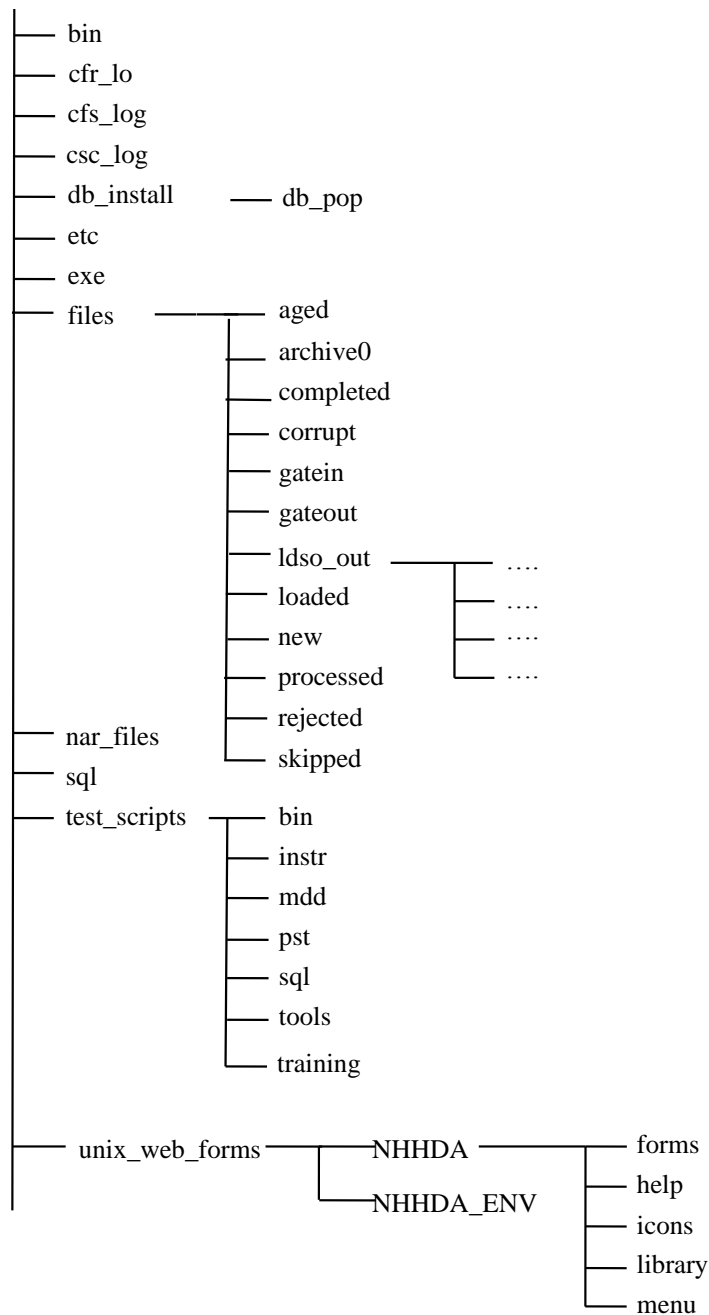 bin
cfr_lo
cfs_log
csc_log
db_install db_pop
etc
exe
files aged
archive0
completed
corrupt
gatein
gateout
ldso_out ....
loaded ....
new ....
processed ....
rejected
nar_files
skipped
sql
test_scripts bin
instr
mdd
pst
sql
tools
training
unix_web_forms NHHDA forms
help
NHHDA_ENV
icons
library
menu